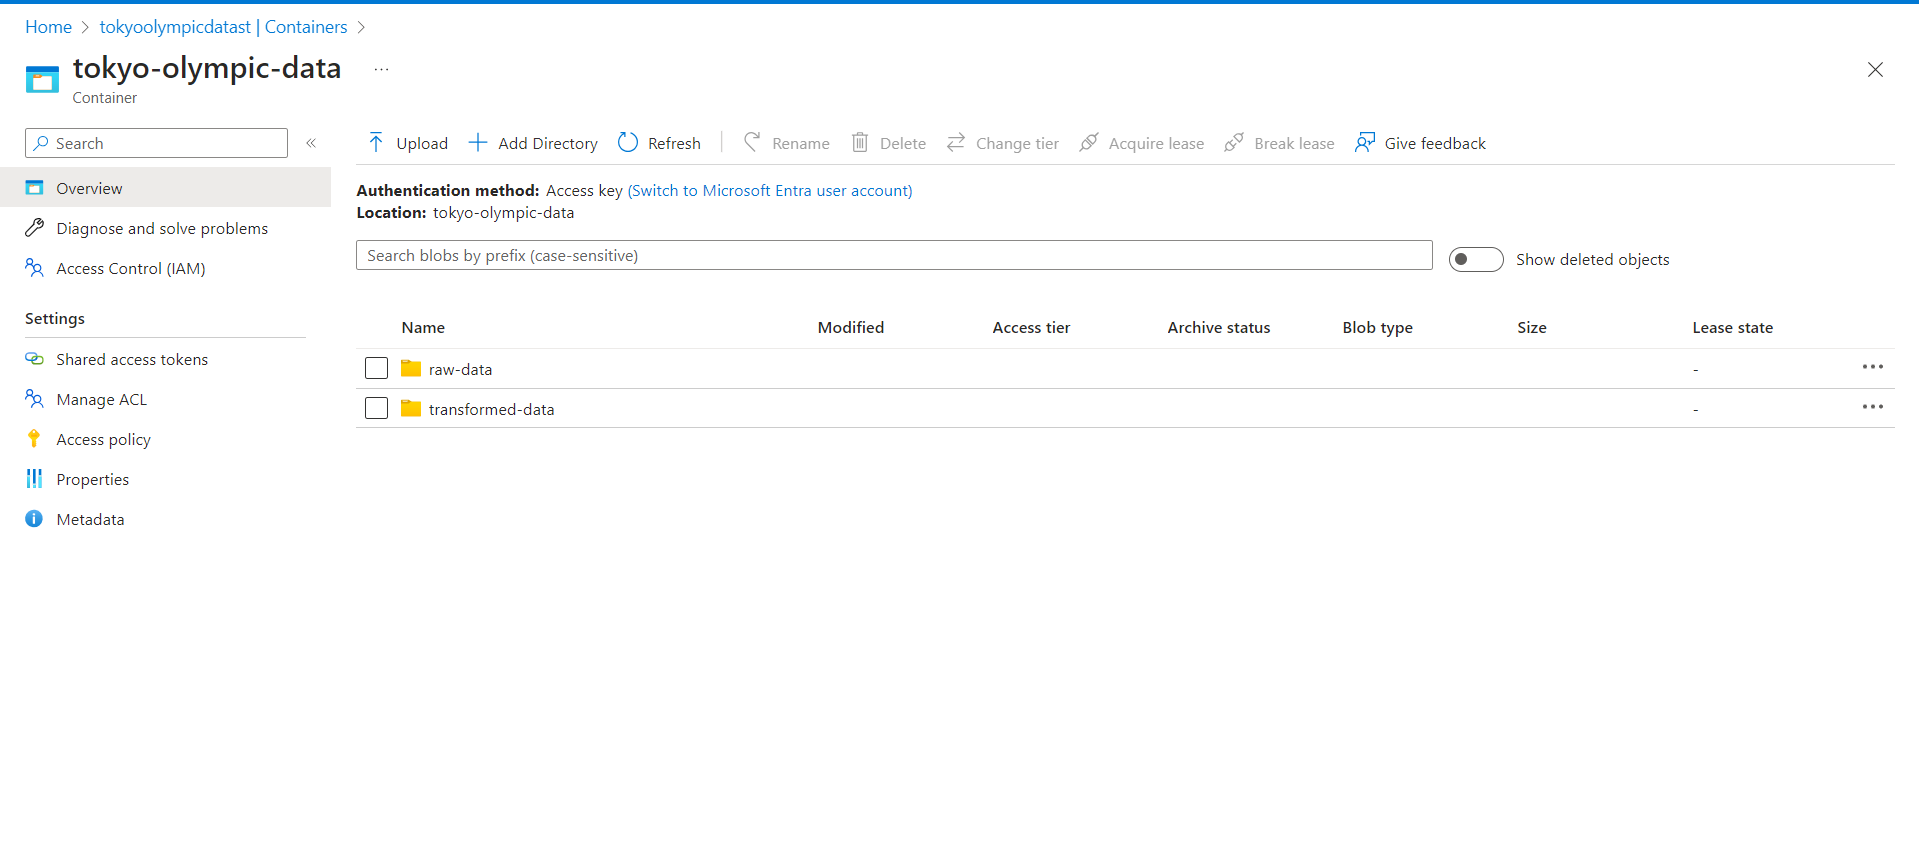 Home > tokyoolympicdatast | Containers >
tokyo-olympic-data ...
Container
Search «
Overview
Diagnose and solve problems
Access Control (IAM)
Settings
Shared access tokens
Manage ACL
Access policy
Properties
Metadata
Upload Add Directory Refresh Rename Delete Change tier Acquire lease Break lease Give feedback
Authentication method: Access key (Switch to Microsoft Entra user account)
Location: tokyo-olympic-data
Search blobs by prefix (case-sensitive)
Show deleted objects
Name Modified Access tier Archive status Blob type Size Lease state
raw-data -
transformed-data -